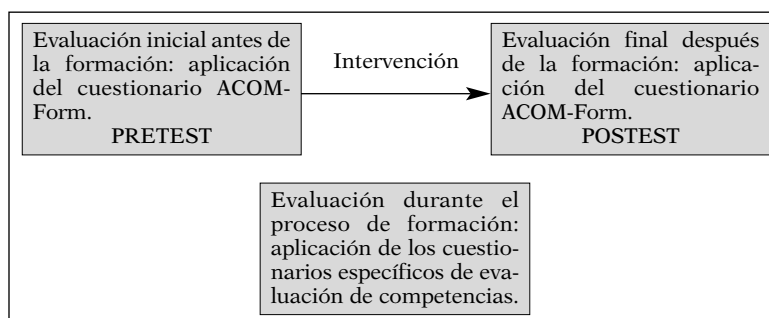 Evaluación inicial antes de
la formación: aplicación
del cuestionario ACOM-
Form.
PRETEST
Intervención
Evaluación final después
de la formación: aplica-
ción del cuestionario
ACOM-Form.
POSTEST
Evaluación durante el
proceso de formación:
aplicación de los cuestio-
narios específicos de eva-
luación de competencias.